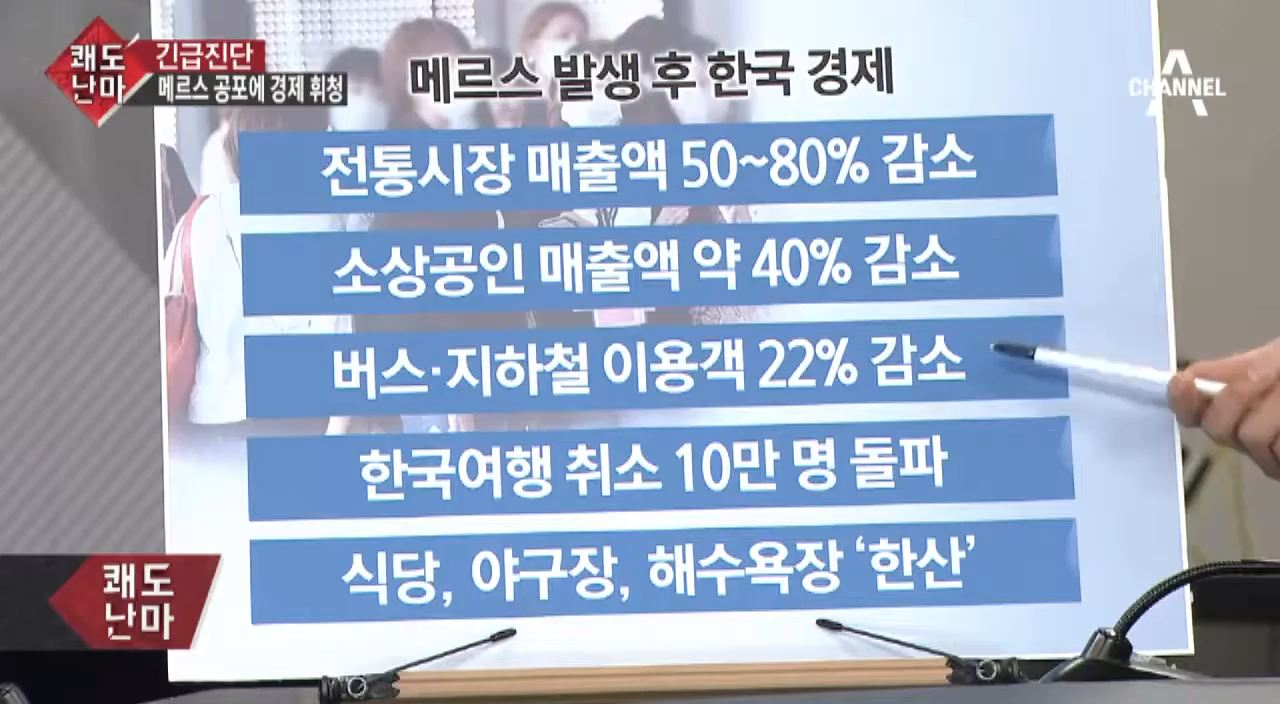 쾌도
난마
긴급진단
메르스 공포에 경제 휘청
CHANNEL
A
메르스 발생 후 한국 경제
전통시장 매출액 50~80% 감소
소상공인 매출액 약 40% 감소
버스·지하철 이용객 22% 감소
한국여행 취소 10만 명 돌파
식당, 야구장, 해수욕장 ‘한산’
쾌도
난마